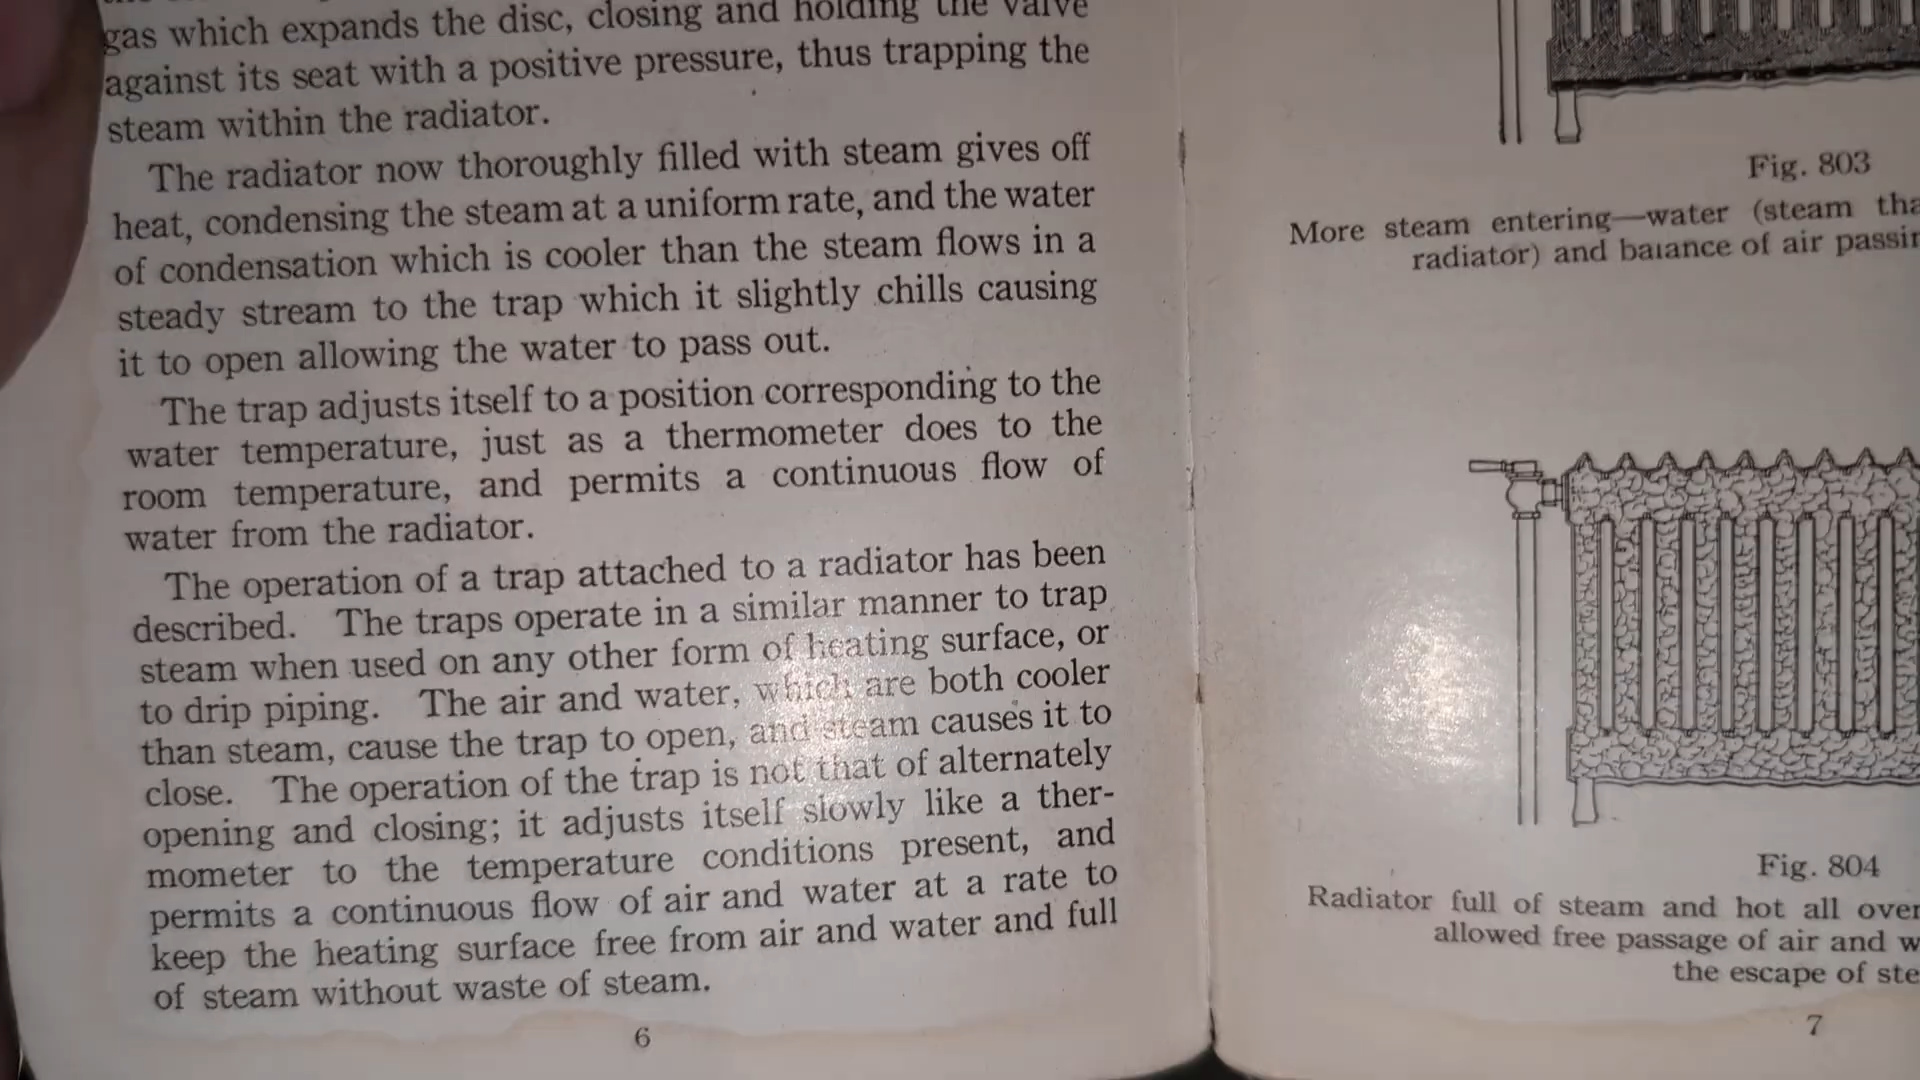 gas which expands the disc, closing and holding the valve
against its seat with a positive pressure, thus trapping the
steam within the radiator.
The radiator now thoroughly filled with steam gives off
heat, condensing the steam at a uniform rate, and the water
of condensation which is cooler than the steam flows in a
steady stream to the trap which it slightly chills causing
it to open allowing the water to pass out.
The trap adjusts itself to a position corresponding to the
water temperature, just as a thermometer does to the
room temperature, and permits a continuous flow of
water from the radiator.
The operation of a trap attached to a radiator has been
described. The traps operate in a similar manner to trap
steam when used on any other form of heating surface, or
to drip piping. The air and water, which are both cooler
than steam, cause the trap to open, and steam causes it to
close. The operation of the trap is not that of alternately
opening and closing; it adjusts itself slowly like a ther-
mometer to the temperature conditions present, and
permits a continuous flow of air and water at a rate to
keep the heating surface free from air and water and full
of steam without waste of steam.
6
Fig. 803
More steam entering—water (steam
radiator) and balance of air
Fig. 804
Radiator full of steam and hot all over
allowed free passage of air and
the escape of
7